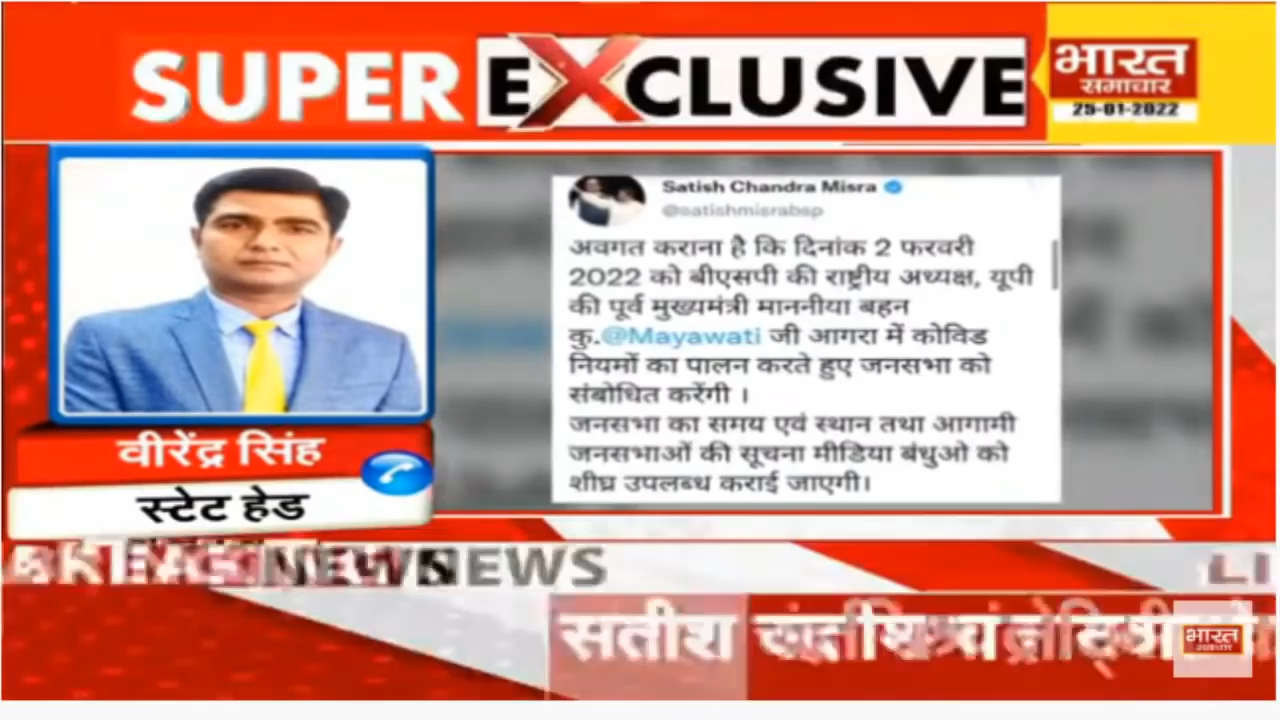 SUPER EXCLUSIVE
भारत
समाचार
25-01-2022
Satish Chandra Misra
@satishmisrabsp
अवगत कराना है कि दिनांक 2 फरवरी
2022 को बीएसपी की राष्ट्रीय अध्यक्ष, यूपी
की पूर्व मुख्यमंत्री माननीया बहन
कु.@Mayawati जी आगरा में कोविड
नियमों का पालन करते हुए जनसभा को
संबोधित करेंगी ।
जनसभा का समय एवं स्थान तथा आगामी
जनसभाओं की सूचना मीडिया बंधुओ को
शीघ्र उपलब्ध कराई जाएगी।
वीरेंद्र सिंह
स्टेट हेड
NEWS
सतीश
भारत
समाचार